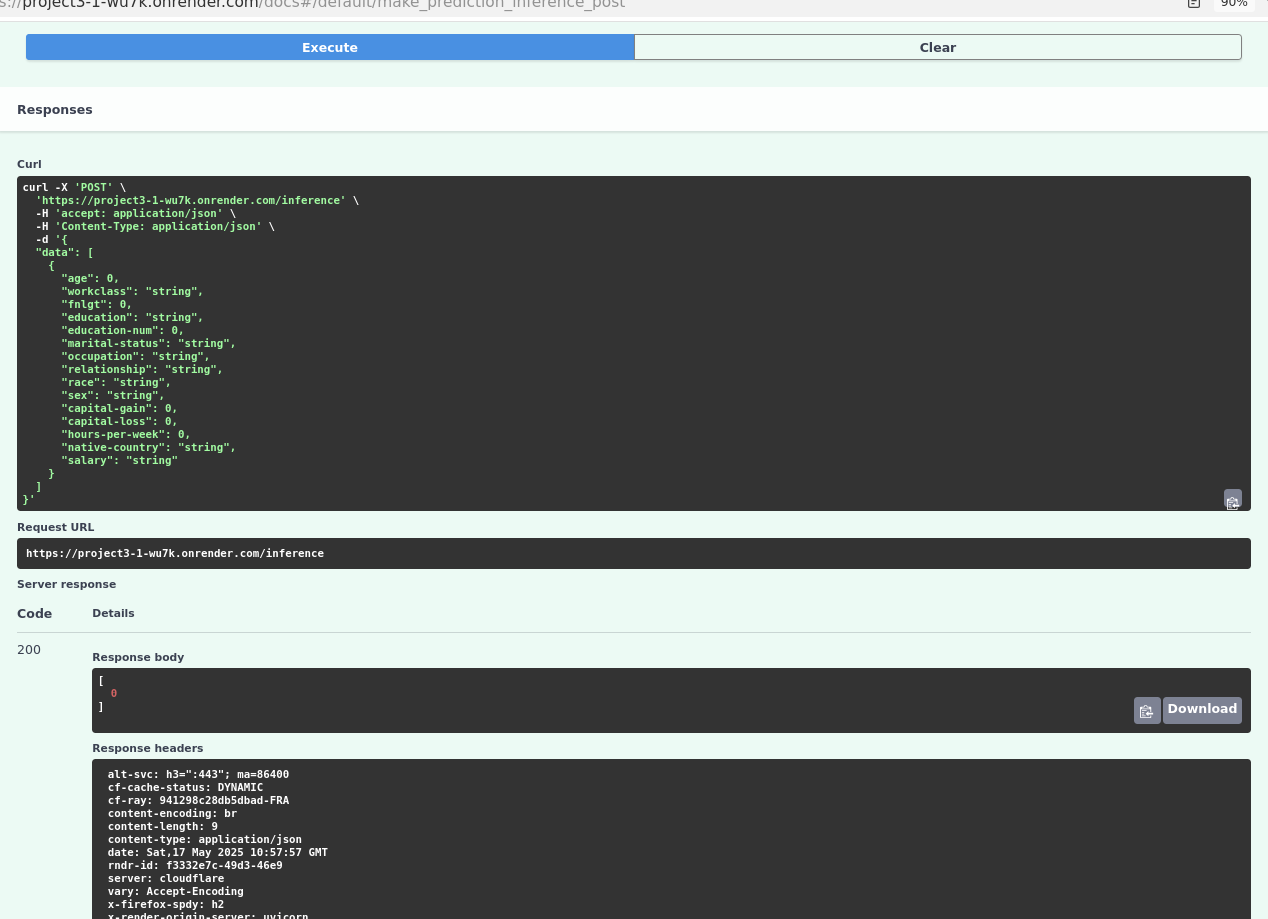 s://project3-1-wu7k.onrender.com/docs#/default/make_prediction_inference_post 90%
Execute Clear
Responses
Curl
curl -X 'POST' \
  'https://project3-1-wu7k.onrender.com/inference' \
  -H 'accept: application/json' \
  -H 'Content-Type: application/json' \
  -d '{
  "data": [
    {
      "age": 0,
      "workclass": "string",
      "fnlgt": 0,
      "education": "string",
      "education-num": 0,
      "marital-status": "string",
      "occupation": "string",
      "relationship": "string",
      "race": "string",
      "sex": "string",
      "capital-gain": 0,
      "capital-loss": 0,
      "hours-per-week": 0,
      "native-country": "string",
      "salary": "string"
    }
  ]
}'
Request URL
https://project3-1-wu7k.onrender.com/inference
Server response
Code Details
200
Response body
[
  0
]
Download
Response headers
alt-svc: h3=":443"; ma=86400
cf-cache-status: DYNAMIC
cf-ray: 941298c28db5dbad-FRA
content-encoding: br
content-length: 9
content-type: application/json
date: Sat,17 May 2025 10:57:57 GMT
rndr-id: f3332e7c-49d3-46e9
server: cloudflare
vary: Accept-Encoding
x-firefox-spdy: h2
x-render-origin-server: uvicorn